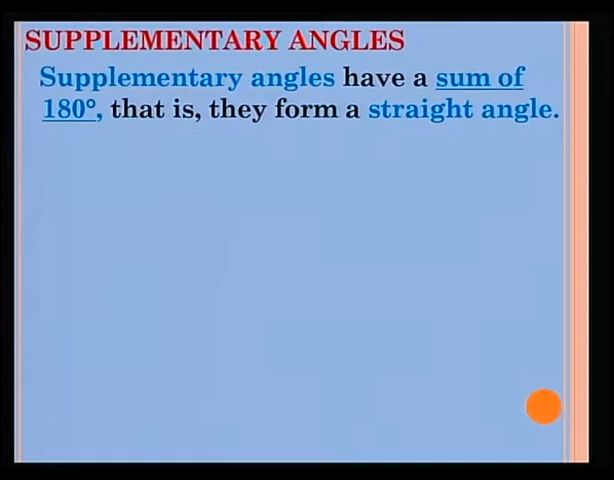 SUPPLEMENTARY ANGLES
Supplementary angles have a sum of
180°, that is, they form a straight angle.